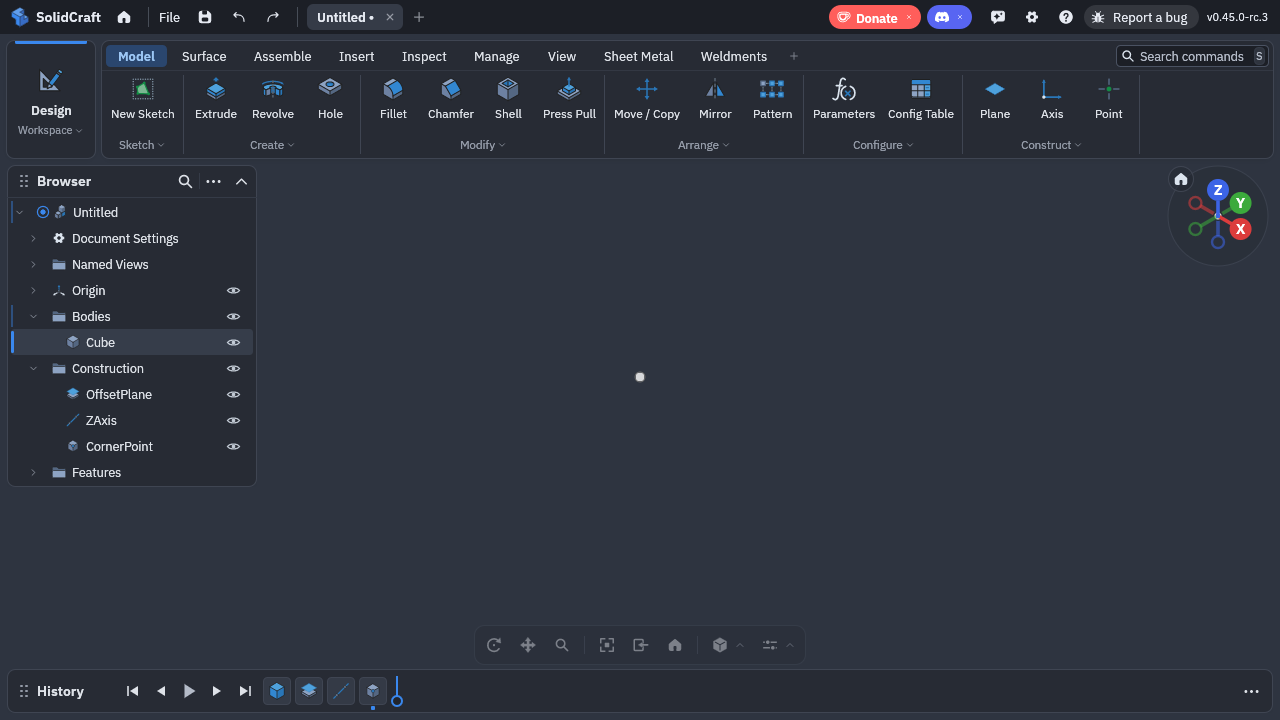 SolidCraft
File
Untitled •
Donate
Report a bug
v0.45.0-rc.3
Design
Workspace
Model
Surface
Assemble
Insert
Inspect
Manage
View
Sheet Metal
Weldments
Search commands
S
New Sketch
Extrude
Revolve
Hole
Fillet
Chamfer
Shell
Press Pull
Move / Copy
Mirror
Pattern
Parameters
Config Table
Plane
Axis
Point
Sketch
Create
Modify
Arrange
Configure
Construct
Browser
Untitled
Document Settings
Named Views
Origin
Bodies
Cube
Construction
OffsetPlane
ZAxis
CornerPoint
Features
Z
Y
X
History